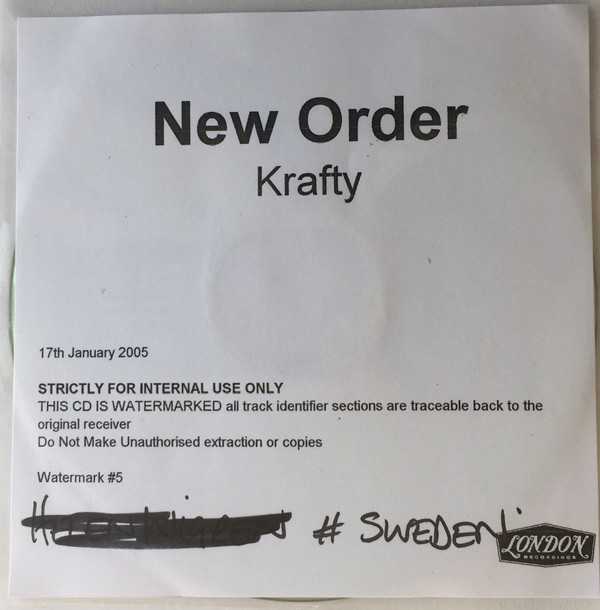 New Order
Krafty
17th January 2005
STRICTLY FOR INTERNAL USE ONLY
THIS CD IS WATERMARKED all track identifier sections are traceable back to the
original receiver
Do Not Make Unauthorised extraction or copies
Watermark #5
# SWEDEN
LONDON
RECORDINGS